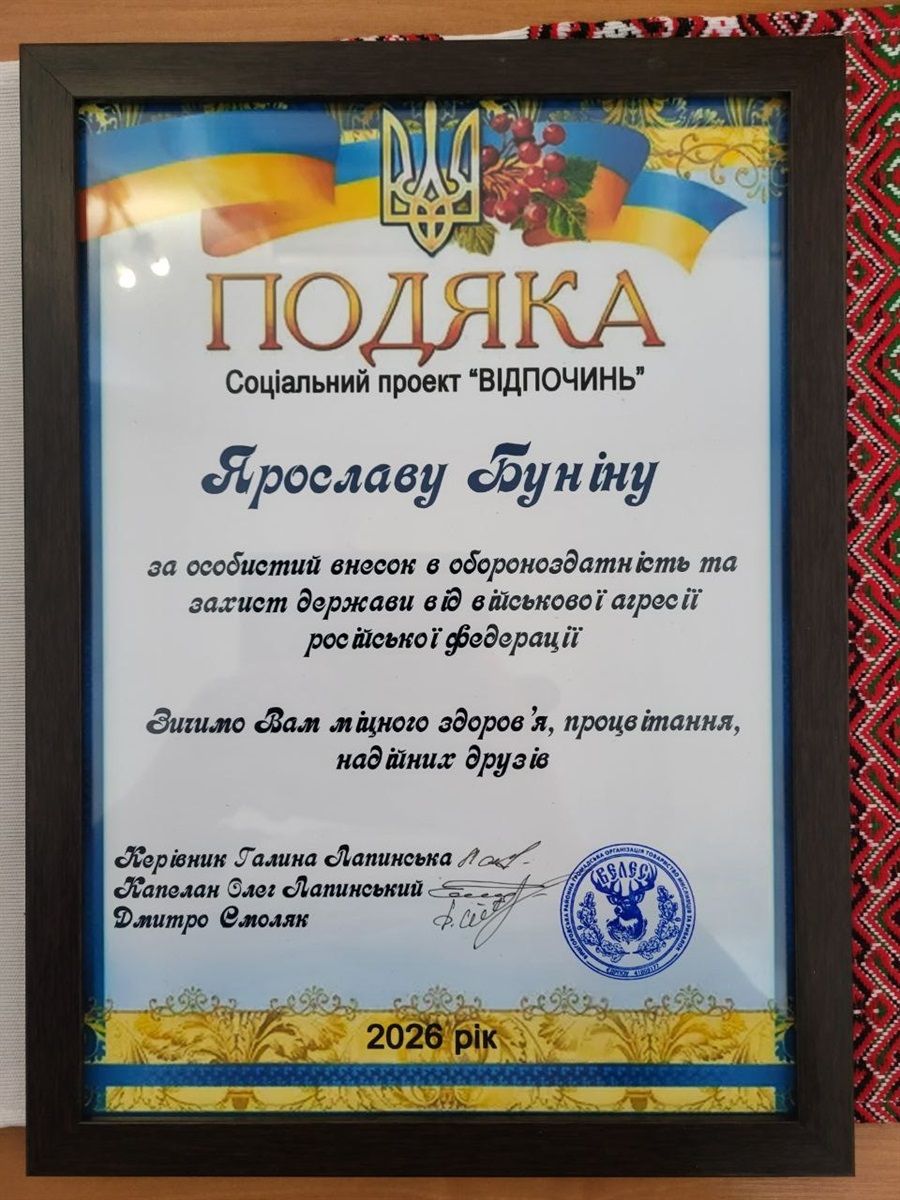 ПОДЯКА
Соціальний проект “ВІДПОЧИНЬ”
Ярославу Буніну
за особистий внесок в обороноздатність та
захист держави від військової агресії
російської федерації
Зичимо Вам міцного здоров’я, процвітання,
надійних друзів
Керівник Галина Лапинська
Капелан Олег Лапинський
Дмитро Смоляк
ВЕЛЕС
2026 рік